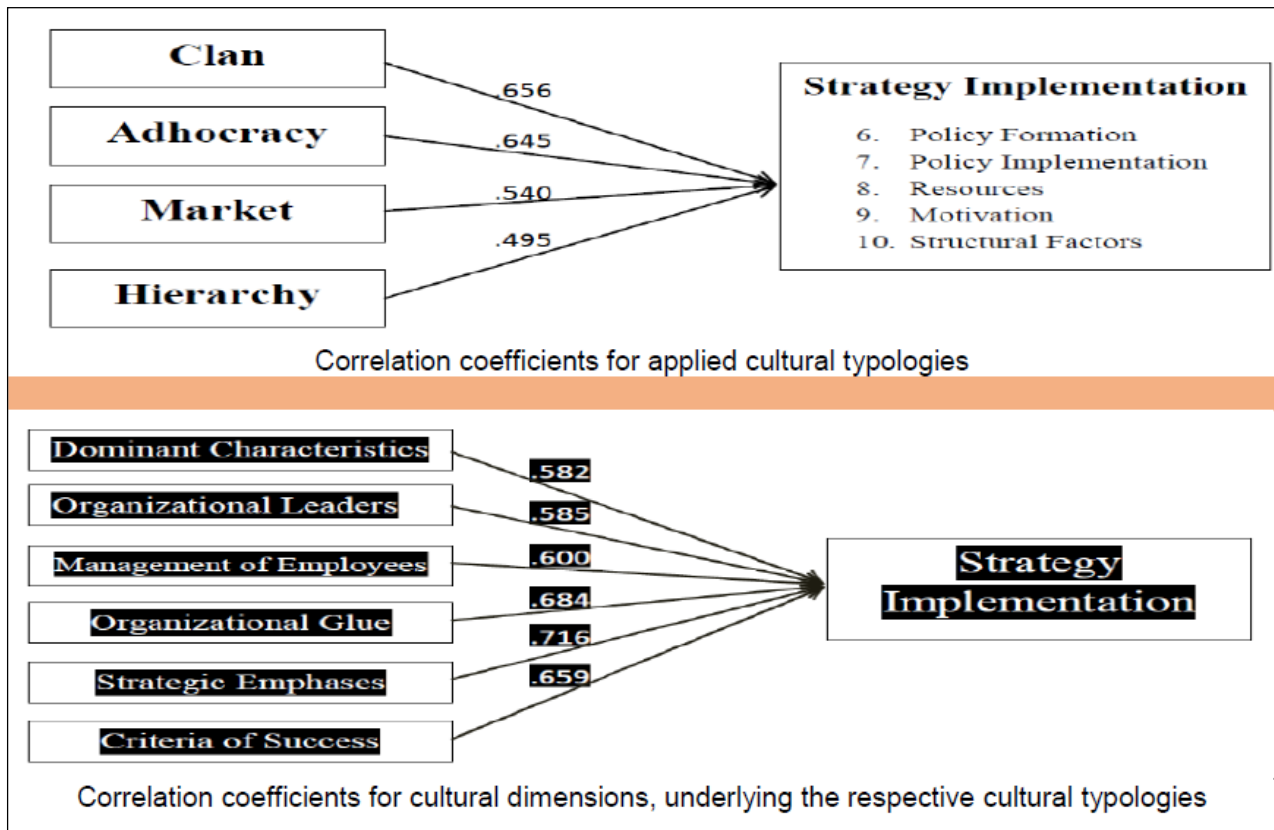 Clan
Adhocracy
Market
Hierarchy
.656
.645
.540
.495
Strategy Implementation
6. Policy Formation
7. Policy Implementation
8. Resources
9. Motivation
10. Structural Factors
Correlation coefficients for applied cultural typologies
Dominant Characteristics
Organizational Leaders
Management of Employees
Organizational Glue
Strategic Emphases
Criteria of Success
.582
.585
.600
.684
.716
.659
Strategy
Implementation
Correlation coefficients for cultural dimensions, underlying the respective cultural typologies